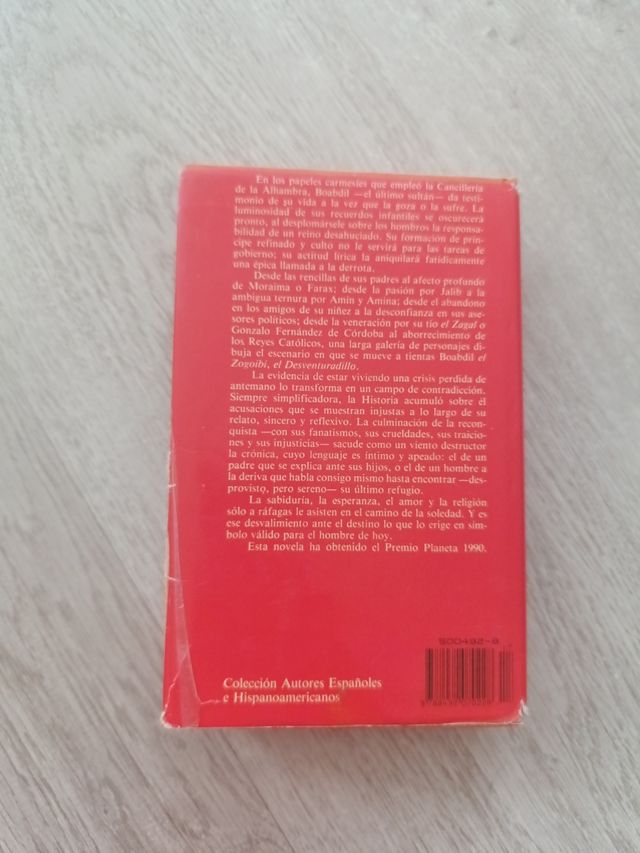 En los papeles carmesíes que empleó la Cancillería
de la Alhambra, Boabdil —el último sultán— da testi-
monio de su vida a la vez que la goza o la sufre. La
luminosidad de sus recuerdos infantiles se oscurecerá
pronto, al desplomársele sobre los hombros la responsa-
bilidad de un reino desahuciado. Su formación de prín-
cipe refinado y culto no le servirá para las tareas de
gobierno; su actitud lírica la aniquilará fatídicamente
una épica llamada a la derrota.
Desde las rencillas de sus padres al afecto profundo
de Moraima o Farax; desde la pasión por Jalib a la
ambigua ternura por Amín y Amina; desde el abandono
en los amigos de su niñez a la desconfianza en sus ase-
sores políticos; desde la veneración por su tío el Zagal o
Gonzalo Fernández de Córdoba al aborrecimiento de
los Reyes Católicos, una larga galería de personajes di-
buja el escenario en que se mueve a tientas Boabdil el
Zogoibi, el Desventuradillo.
La evidencia de estar viviendo una crisis perdida de
antemano lo transforma en un campo de contradicción.
Siempre simplificadora, la Historia acumuló sobre él
acusaciones que se muestran injustas a lo largo de su
relato, sincero y reflexivo. La culminación de la recon-
quista —con sus fanatismos, sus crueldades, sus traicio-
nes y sus injusticias— sacude como un viento destructor
la crónica, cuyo lenguaje es íntimo y apeado: el de un
padre que se explica ante sus hijos, o el de un hombre a
la deriva que habla consigo mismo hasta encontrar —des-
provisto, pero sereno— su último refugio.
La sabiduría, la esperanza, el amor y la religión
sólo a ráfagas le asisten en el camino de la soledad. Y es
ese desvalimiento ante el destino lo que lo erige en sím-
bolo válido para el hombre de hoy.
Esta novela ha obtenido el Premio Planeta 1990.
500492-8
Colección Autores Españoles
e Hispanoamericanos